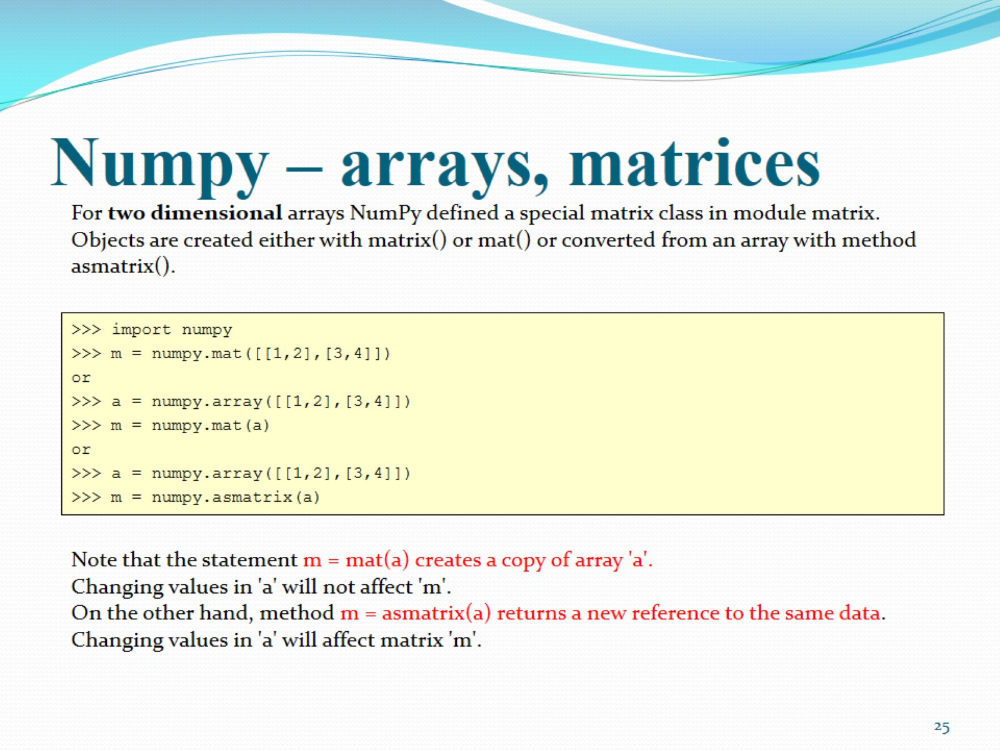 Numpy – arrays, matrices
For two dimensional arrays NumPy defined a special matrix class in module matrix.
Objects are created either with matrix() or mat() or converted from an array with method
asmatrix().
>>> import numpy
>>> m = numpy.mat([[1,2],[3,4]])
or
>>> a = numpy.array([[1,2],[3,4]])
>>> m = numpy.mat(a)
or
>>> a = numpy.array([[1,2],[3,4]])
>>> m = numpy.asmatrix(a)
Note that the statement m = mat(a) creates a copy of array 'a'.
Changing values in 'a' will not affect 'm'.
On the other hand, method m = asmatrix(a) returns a new reference to the same data.
Changing values in 'a' will affect matrix 'm'.
25